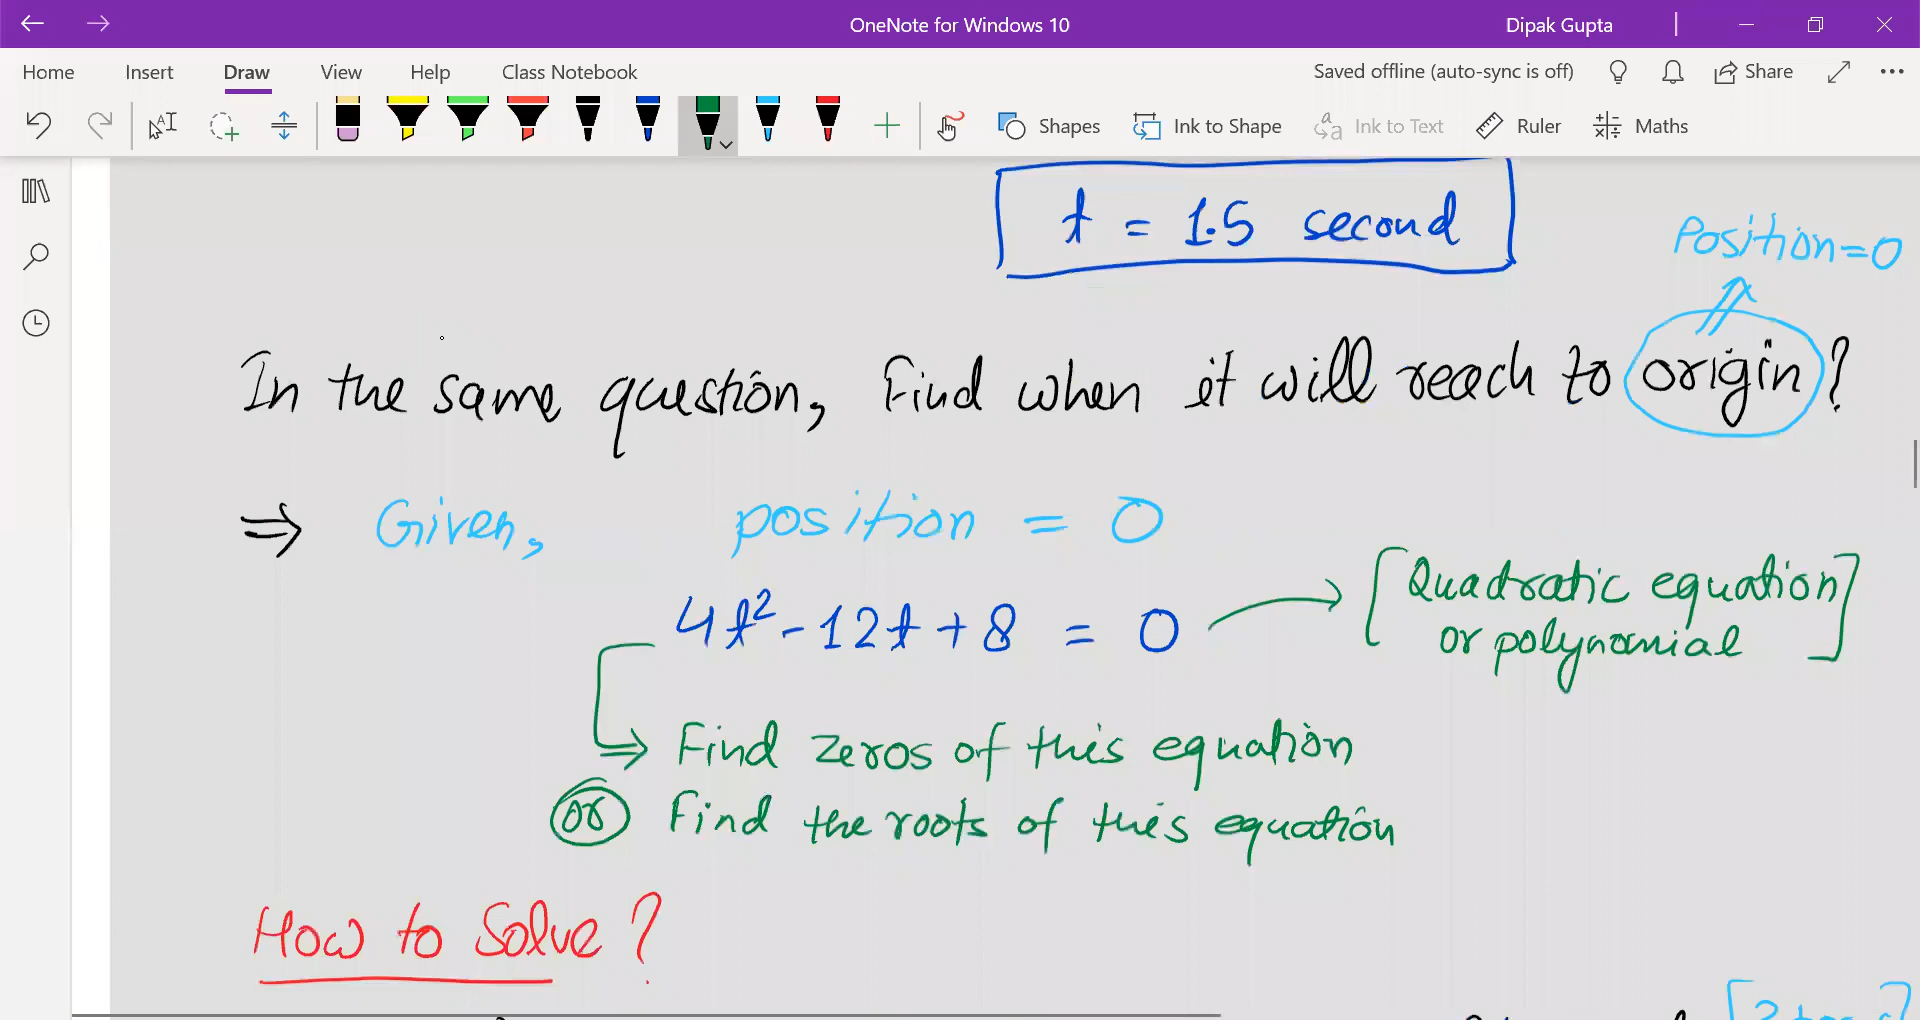 OneNote for Windows 10
Dipak Gupta
Home Insert Draw View Help Class Notebook
Saved offline (auto-sync is off) Share
Shapes Ink to Shape Ink to Text Ruler Maths
t = 1.5 second
Position=0
In the same question, Find when it will reach to origin?
⇒ Given, position = 0
4t² - 12t + 8 = 0 → [Quadratic equation
or polynomial]
⇒ Find zeros of this equation
or Find the roots of this equation
How to Solve?